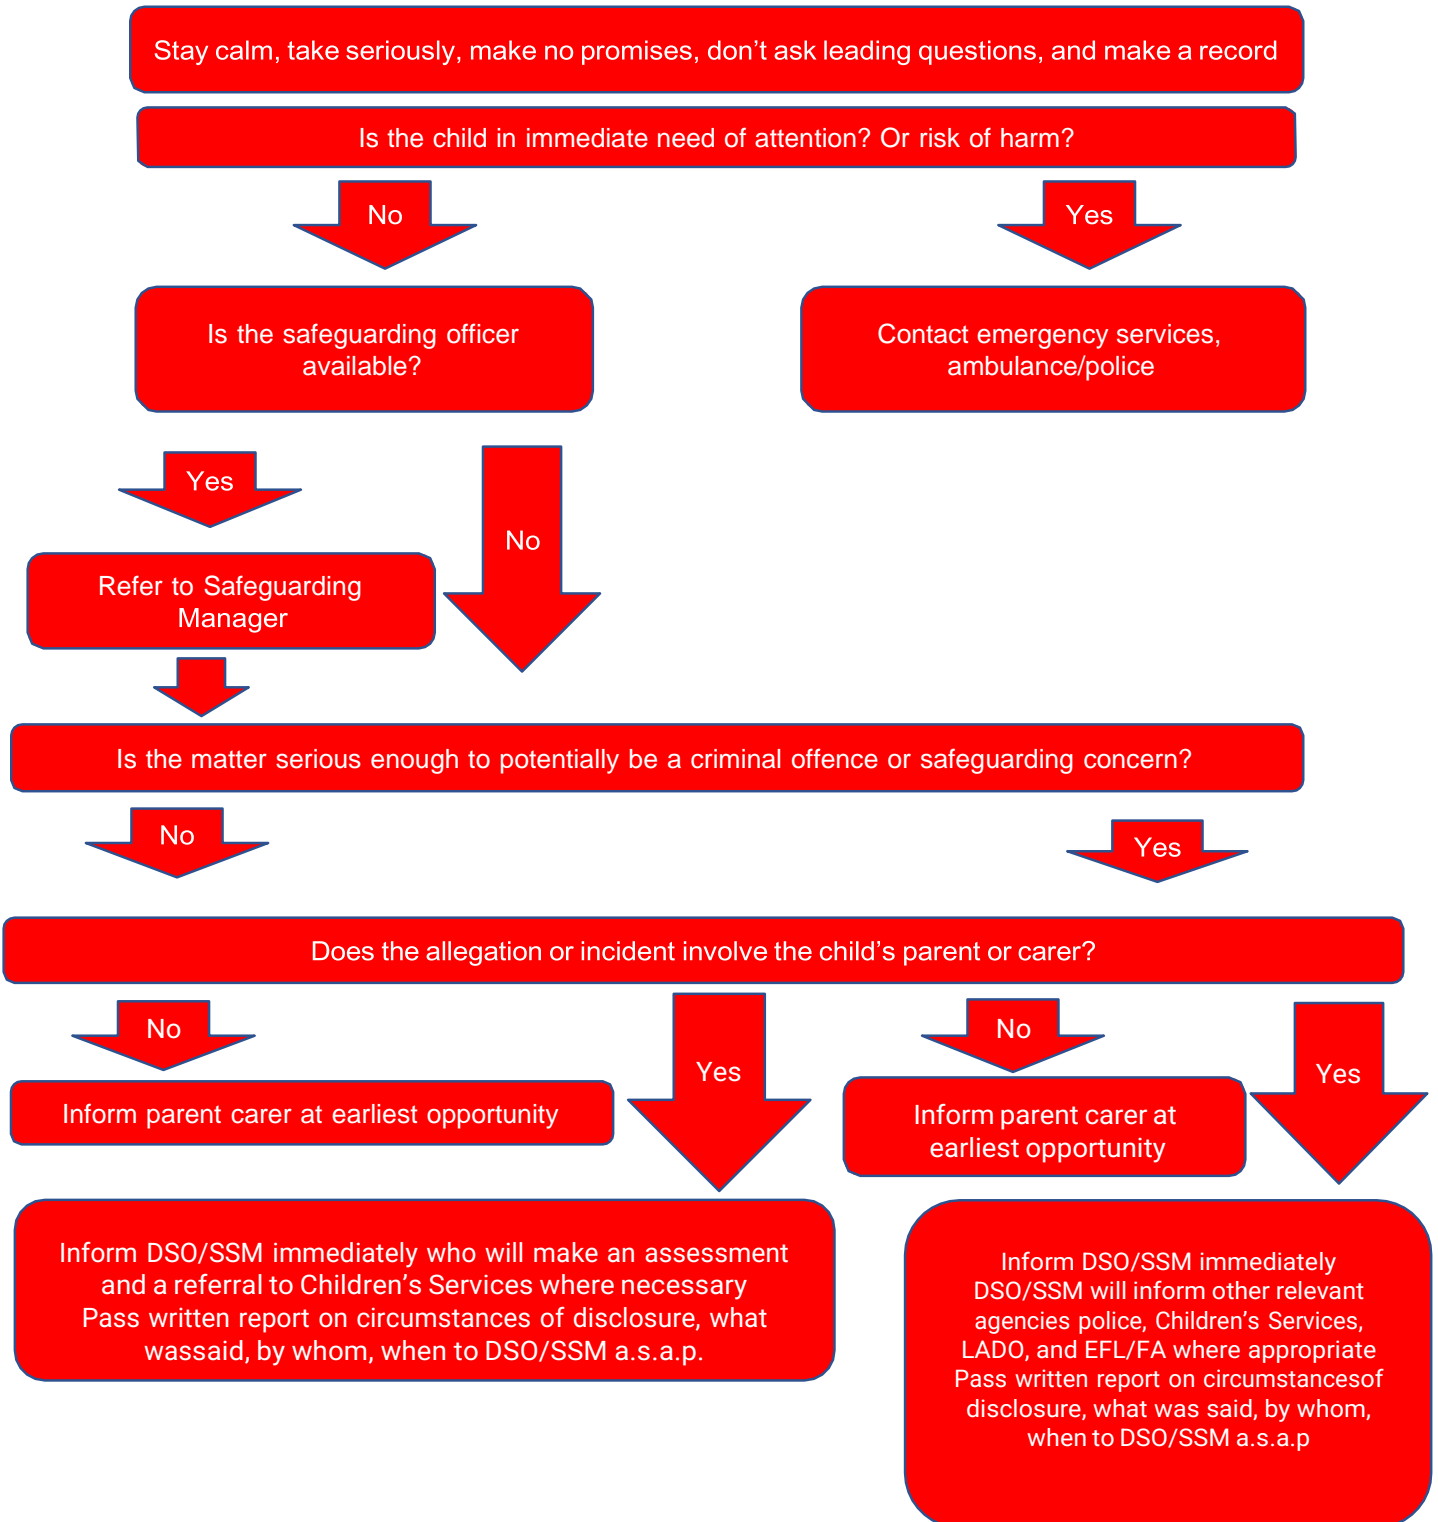 Stay calm, take seriously, make no promises, don’t ask leading questions, and make a record
Is the child in immediate need of attention? Or risk of harm?
No
Yes
Is the safeguarding officer
available?
Contact emergency services,
ambulance/police
Yes
No
Refer to Safeguarding
Manager
Is the matter serious enough to potentially be a criminal offence or safeguarding concern?
No
Yes
Does the allegation or incident involve the child’s parent or carer?
No
Yes
No
Yes
Inform parent carer at earliest opportunity
Inform parent carer at
earliest opportunity
Inform DSO/SSM immediately who will make an assessment
and a referral to Children’s Services where necessary
Pass written report on circumstances of disclosure, what
wassaid, by whom, when to DSO/SSM a.s.a.p.
Inform DSO/SSM immediately
DSO/SSM will inform other relevant
agencies police, Children’s Services,
LADO, and EFL/FA where appropriate
Pass written report on circumstancesof
disclosure, what was said, by whom,
when to DSO/SSM a.s.a.p